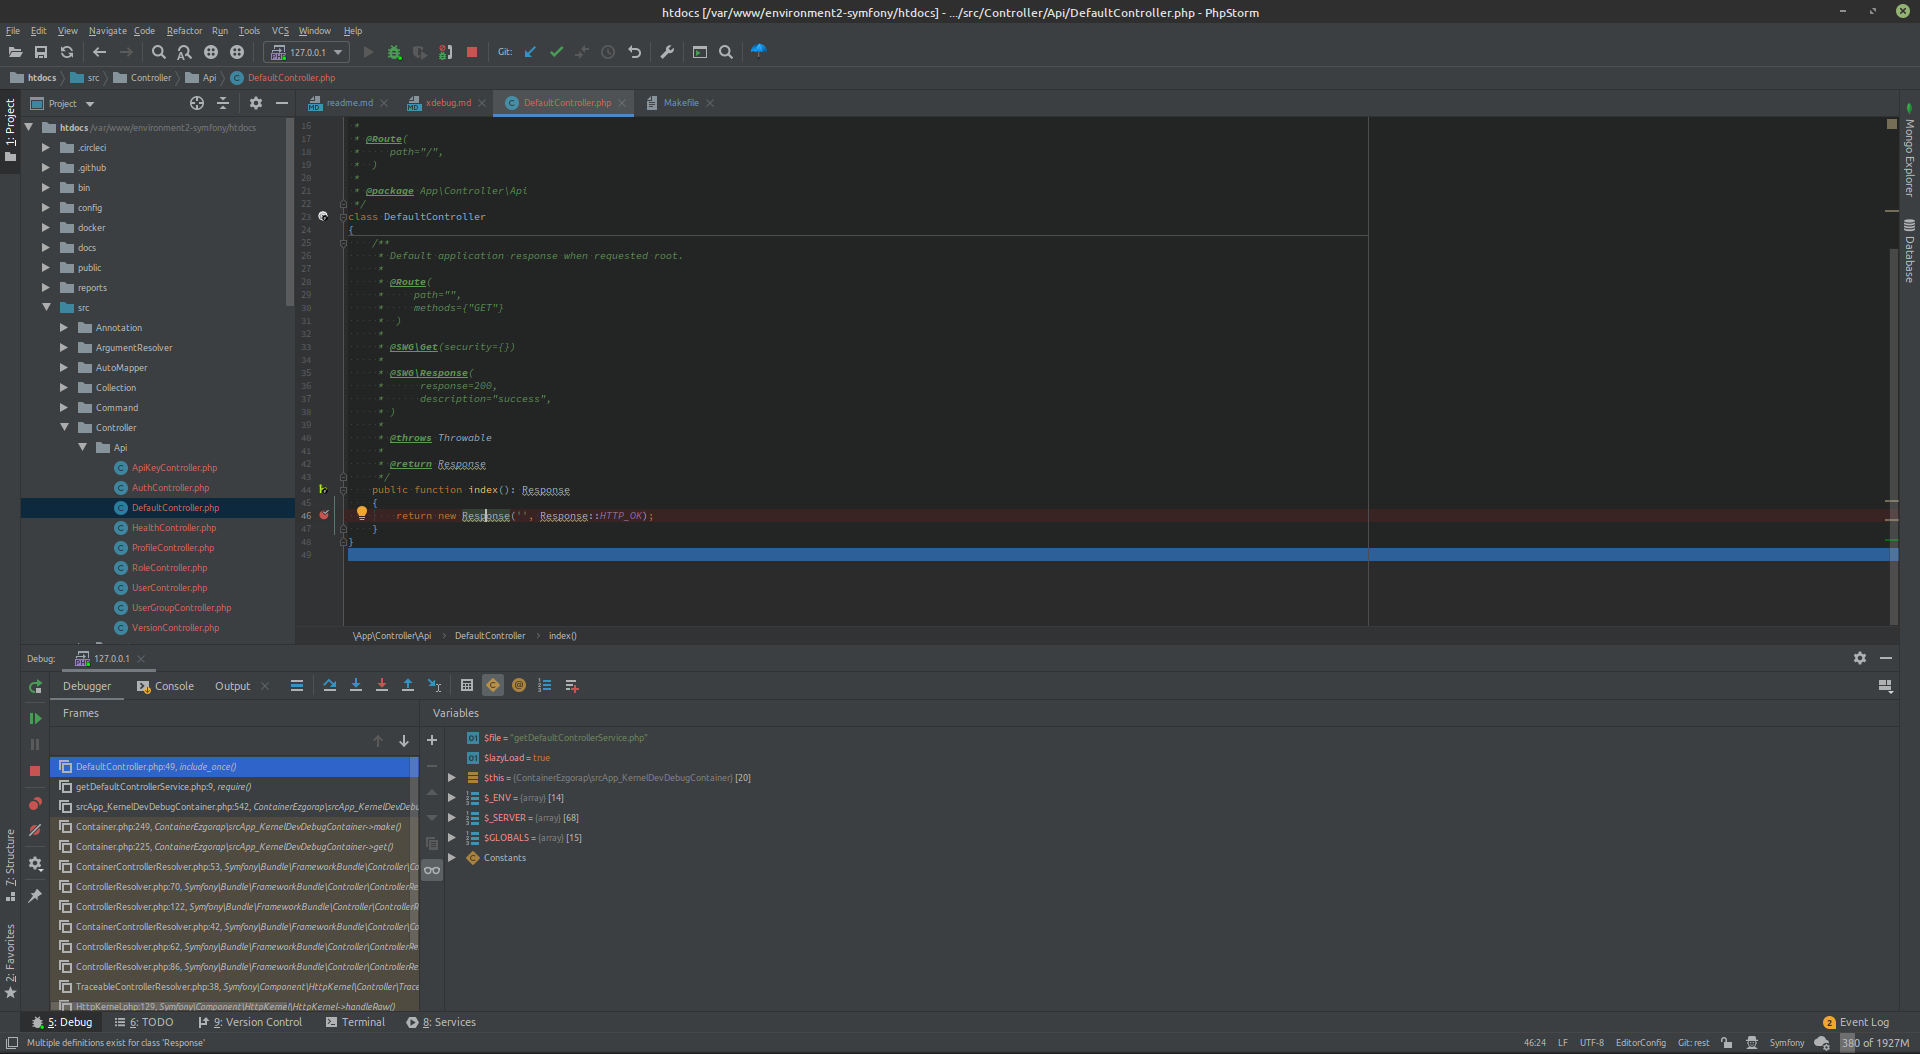 htdocs [/var/www/environment2-symfony/htdocs] - .../src/Controller/Api/DefaultController.php - PhpStorm
File Edit View Navigate Code Refactor Run Tools VCS Window Help
127.0.0.1 Git:
htdocs src Controller Api DefaultController.php
1: Project
Project
readme.md xdebug.md DefaultController.php Makefile
htdocs /var/www/environment2-symfony/htdocs
.circleci
.github
bin
config
docker
docs
public
reports
src
Annotation
ArgumentResolver
AutoMapper
Collection
Command
Controller
Api
ApiKeyController.php
AuthController.php
DefaultController.php
HealthController.php
ProfileController.php
RoleController.php
UserController.php
UserGroupController.php
VersionController.php
16 *
17 * @Route(
18 * path="/",
19 * )
20 *
21 * @package App\Controller\Api
22 */
23 class DefaultController
24 {
25 /**
26 * Default application response when requested root.
27 *
28 * @Route(
29 * path="",
30 * methods={"GET"}
31 * )
32 *
33 * @SWG\Get(security={})
34 *
35 * @SWG\Response(
36 * response=200,
37 * description="success",
38 * )
39 *
40 * @throws Throwable
41 *
42 * @return Response
43 */
44 public function index(): Response
45 {
46 return new Response('', Response::HTTP_OK);
47 }
48 }
49
\App\Controller\Api › DefaultController › index()
Mongo Explorer
Database
Debug: 127.0.0.1
Debugger Console Output
Frames
DefaultController.php:49, include_once()
getDefaultControllerService.php:9, require()
srcApp_KernelDevDebugContainer.php:542, ContainerEzgorap\srcApp_KernelDevDebu
Container.php:249, ContainerEzgorap\srcApp_KernelDevDebugContainer->make()
Container.php:225, ContainerEzgorap\srcApp_KernelDevDebugContainer->get()
ContainerControllerResolver.php:53, Symfony\Bundle\FrameworkBundle\Controller\Co
ControllerResolver.php:70, Symfony\Bundle\FrameworkBundle\Controller\ControllerRe
ControllerResolver.php:122, Symfony\Bundle\FrameworkBundle\Controller\ControllerR
ContainerControllerResolver.php:42, Symfony\Bundle\FrameworkBundle\Controller\Co
ControllerResolver.php:62, Symfony\Bundle\FrameworkBundle\Controller\ControllerRe
ControllerResolver.php:86, Symfony\Bundle\FrameworkBundle\Controller\ControllerRe
TraceableControllerResolver.php:38, Symfony\Component\HttpKernel\Controller\Trace
HttpKernel.php:129, Symfony\Component\HttpKernel\HttpKernel->handleRaw()
Variables
$file = "getDefaultControllerService.php"
$lazyLoad = true
$this = {ContainerEzgorap\srcApp_KernelDevDebugContainer} [20]
$_ENV = {array} [14]
$_SERVER = {array} [68]
$GLOBALS = {array} [15]
Constants
7: Structure
2: Favorites
5: Debug 6: TODO 9: Version Control Terminal 8: Services 2 Event Log
Multiple definitions exist for class 'Response' 46:24 LF UTF-8 EditorConfig Git: rest Symfony 380 of 1927M